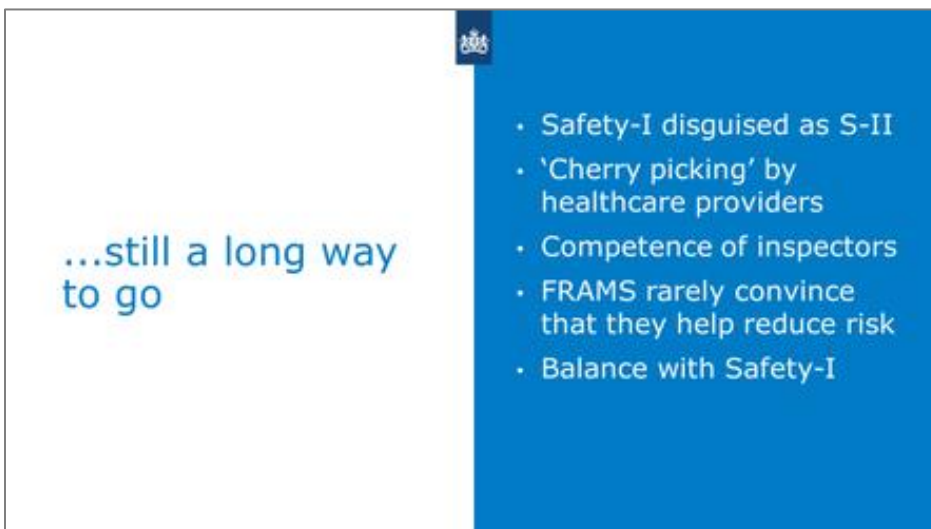 ...still a long way
to go
• Safety-I disguised as S-II
• ‘Cherry picking’ by
healthcare providers
• Competence of inspectors
• FRAMS rarely convince
that they help reduce risk
• Balance with Safety-I